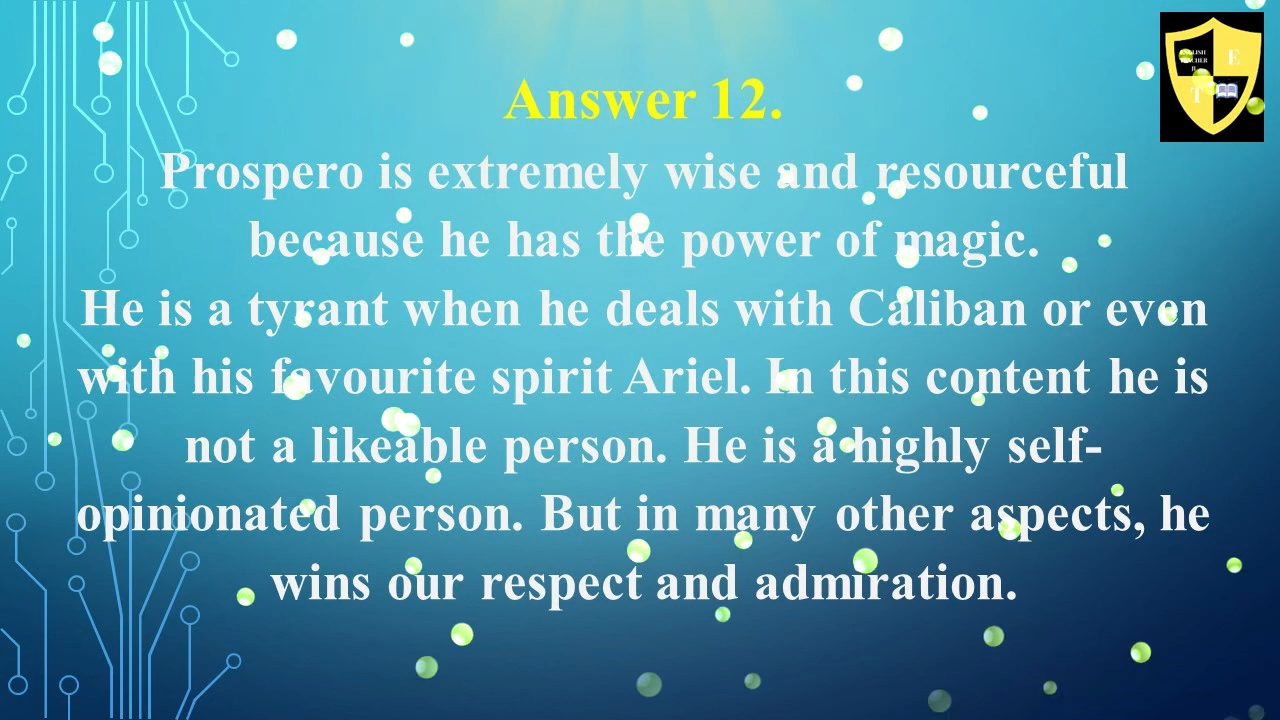 Answer 12.
Prospero is extremely wise and resourceful
because he has the power of magic.
He is a tyrant when he deals with Caliban or even
with his favourite spirit Ariel. In this content he is
not a likeable person. He is a highly self-
opinionated person. But in many other aspects, he
wins our respect and admiration.
E
T